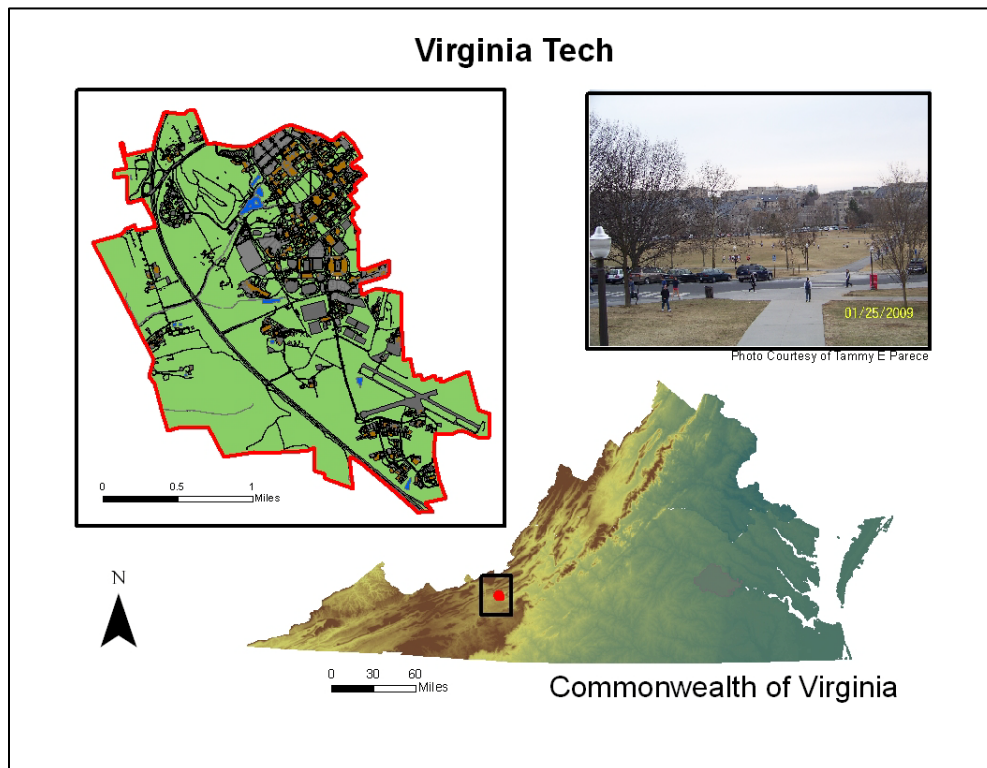 Virginia Tech
01/25/2009
Photo Courtesy of Tammy E Parece
0 0.5 1
Miles
N
0 30 60
Miles
Commonwealth of Virginia